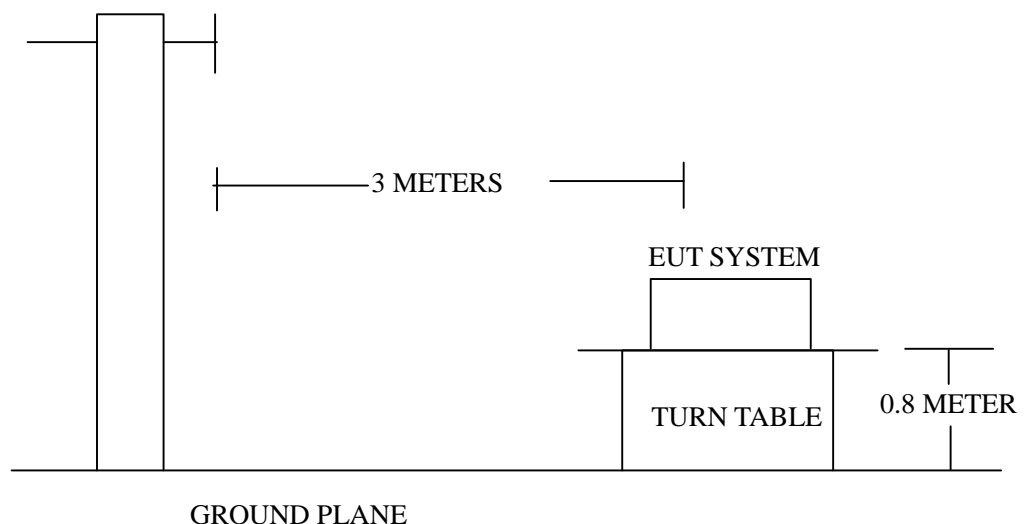 3 METERS
EUT SYSTEM
0.8 METER
TURN TABLE
GROUND PLANE